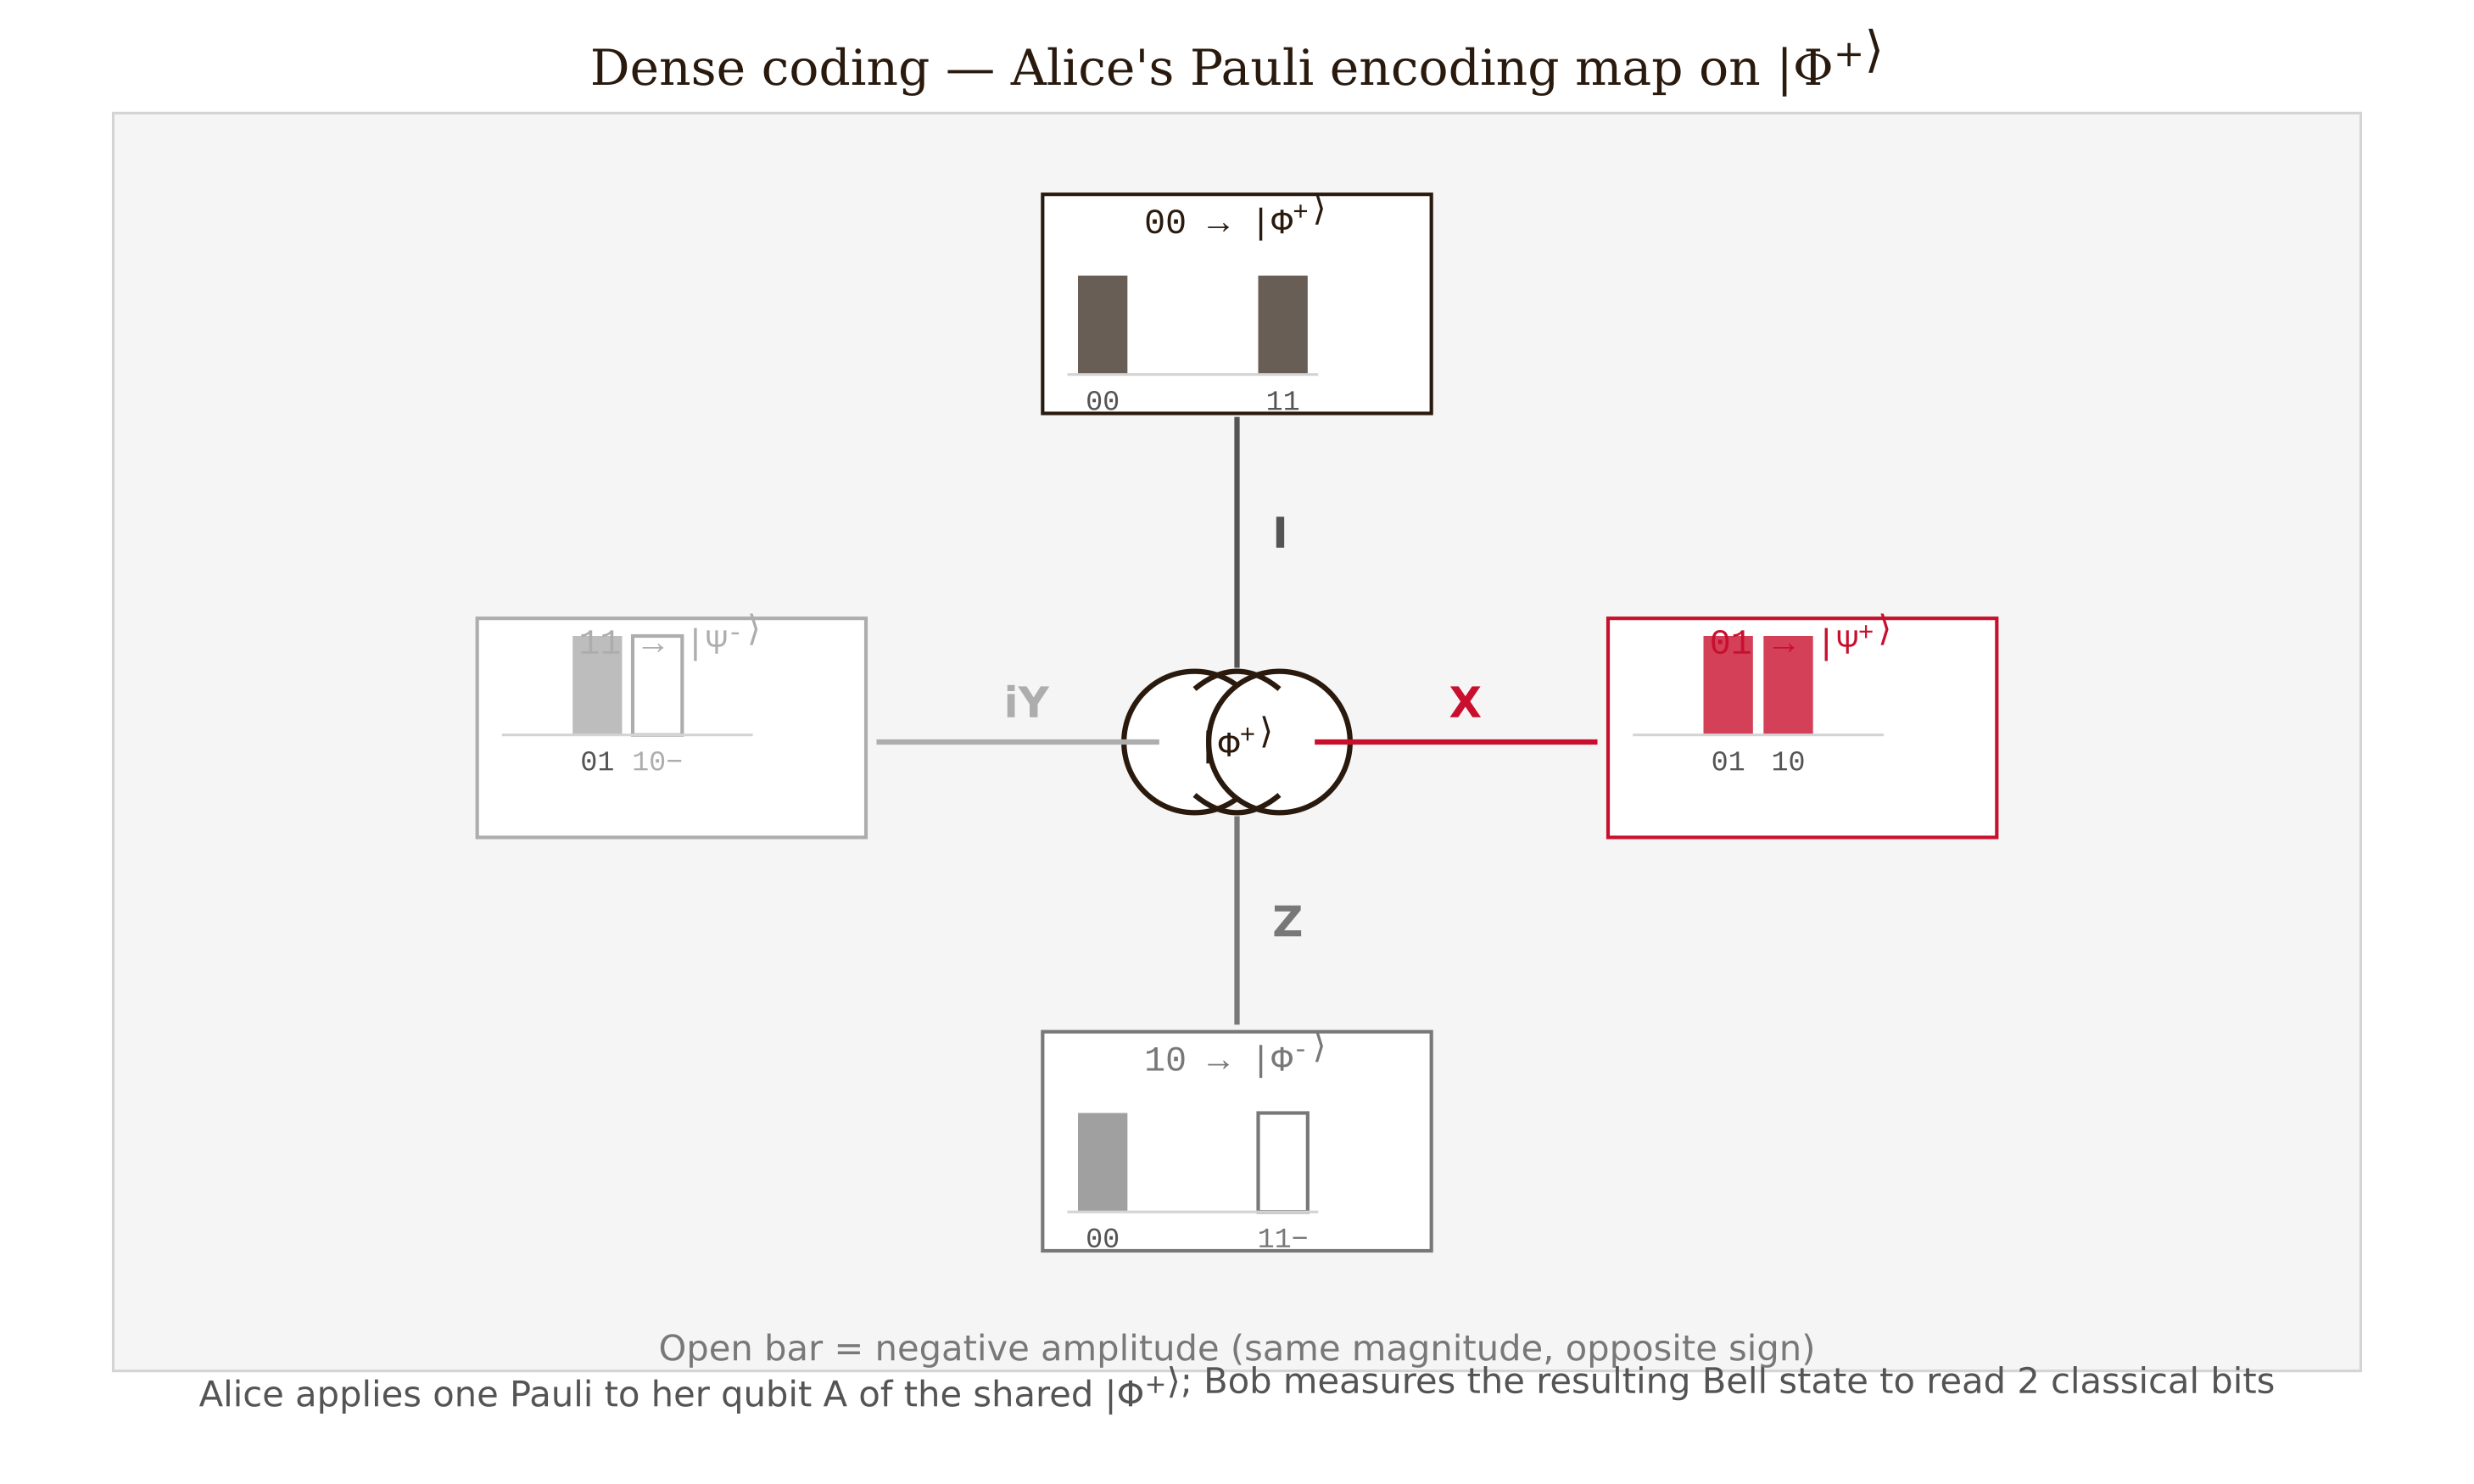 Dense coding — Alice's Pauli encoding map on |Φ⁺⟩
00 → |Φ⁺⟩
00 11
I
11 → |Ψ⁻⟩
01 10−
iY
|Φ⁺⟩
X
01 → |Ψ⁺⟩
01 10
Z
10 → |Φ⁻⟩
00 11−
Open bar = negative amplitude (same magnitude, opposite sign)
Alice applies one Pauli to her qubit A of the shared |Φ⁺⟩; Bob measures the resulting Bell state to read 2 classical bits